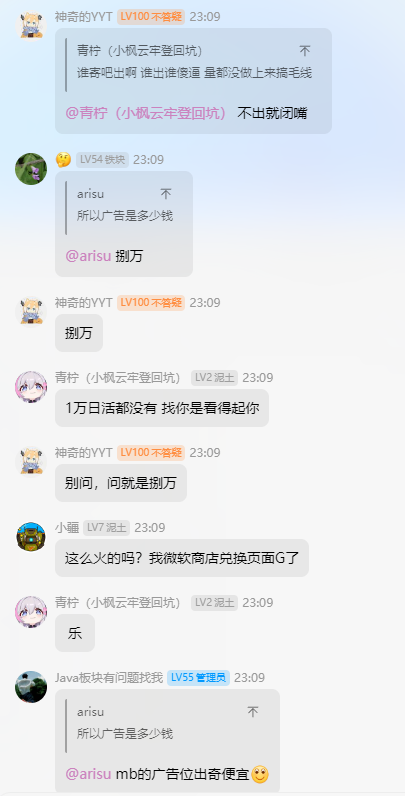 神奇的YYT LV100 不答疑 23:09
青柠（小枫云牢登回坑）
谁寄吧出啊 谁出谁傻逼 量都没做上来搞毛线
@青柠（小枫云牢登回坑） 不出就闭嘴
🤔 LV54 铁块 23:09
arisu
所以广告是多少钱
@arisu 捌万
神奇的YYT LV100 不答疑 23:09
捌万
青柠（小枫云牢登回坑） LV2 泥土 23:09
1万日活都没有 找你是看得起你
神奇的YYT LV100 不答疑 23:09
别问，问就是捌万
小疆 LV7 泥土 23:09
这么火的吗？我微软商店兑换页面G了
青柠（小枫云牢登回坑） LV2 泥土 23:09
乐
Java板块有问题找我 LV55 管理员 23:09
arisu
所以广告是多少钱
@arisu mb的广告位出奇便宜🙂